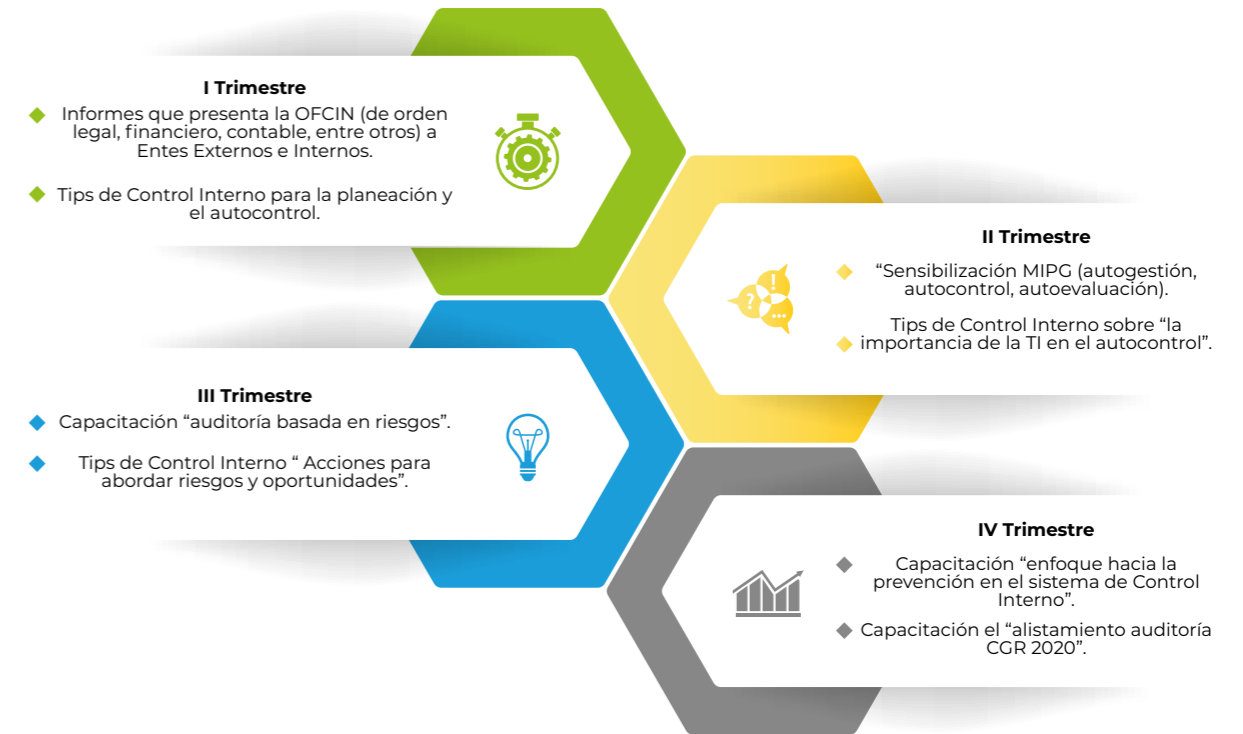 I Trimestre
Informes que presenta la OFCIN (de orden
legal, financiero, contable, entre otros) a
Entes Externos e Internos.
Tips de Control Interno para la planeación y
el autocontrol.
II Trimestre
“Sensibilización MIPG (autogestión,
autocontrol, autoevaluación).
Tips de Control Interno sobre “la
importancia de la TI en el autocontrol”.
III Trimestre
Capacitación “auditoría basada en riesgos”.
Tips de Control Interno “ Acciones para
abordar riesgos y oportunidades”.
IV Trimestre
Capacitación “enfoque hacia la
prevención en el sistema de Control
Interno”.
Capacitación el “alistamiento auditoría
CGR 2020”.